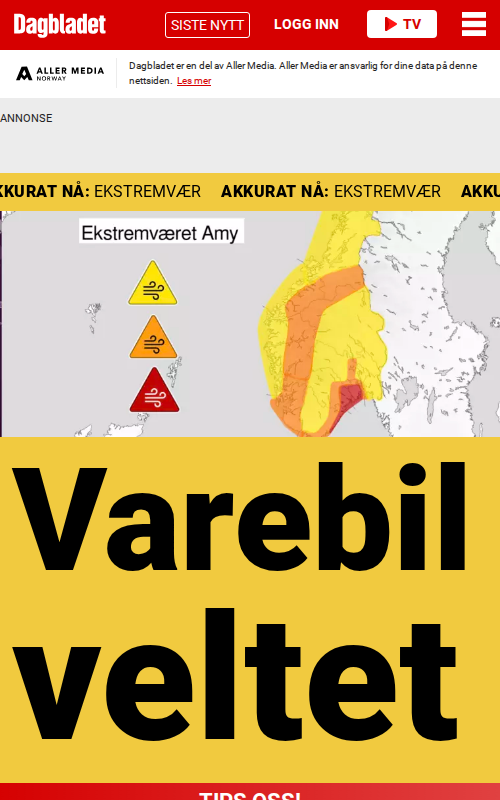 Dagbladet
SISTE NYTT
LOGG INN
TV
ALLER MEDIA
NORWAY
Dagbladet er en del av Aller Media. Aller Media er ansvarlig for dine data på denne
nettsiden. Les mer
ANNONSE
KKURAT NÅ: EKSTREMVÆR AKKURAT NÅ: EKSTREMVÆR AKKU
Ekstremværet Amy
Varebil
veltet
TIPS OSS!